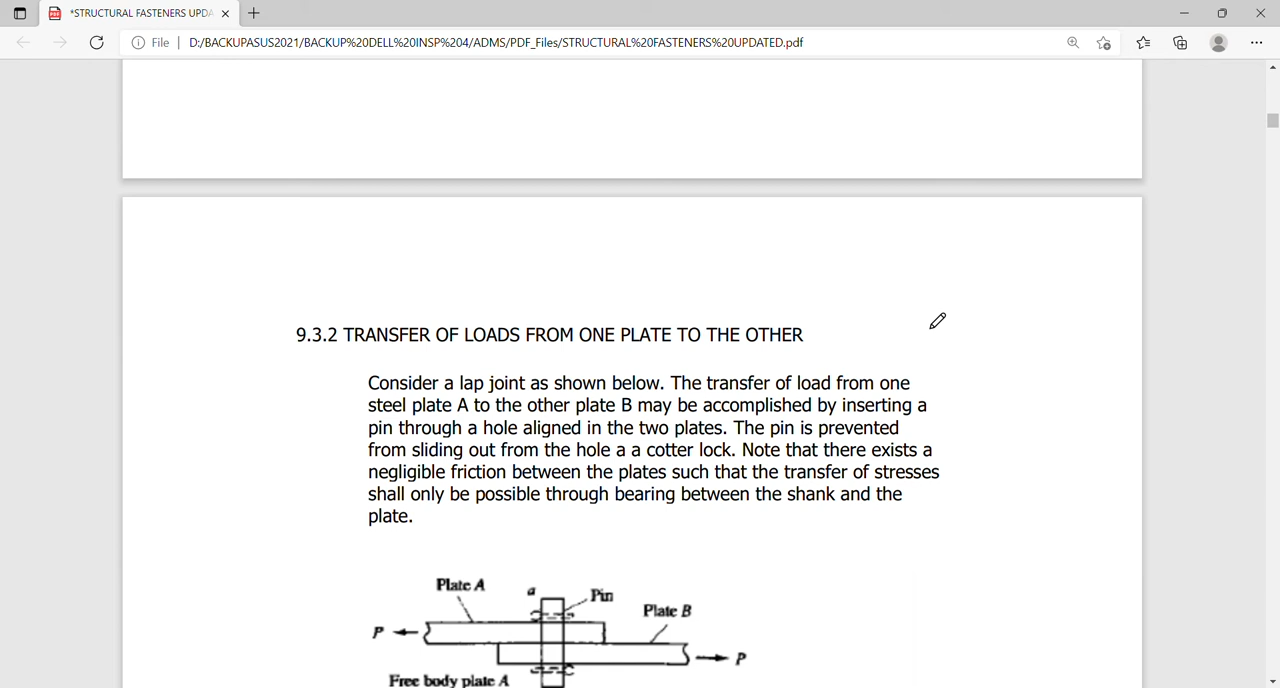 *STRUCTURAL FASTENERS UPDA
File | D:/BACKUPASUS2021/BACKUP%20DELL%20INSP%204/ADMS/PDF_Files/STRUCTURAL%20FASTENERS%20UPDATED.pdf
9.3.2 TRANSFER OF LOADS FROM ONE PLATE TO THE OTHER
Consider a lap joint as shown below. The transfer of load from one
steel plate A to the other plate B may be accomplished by inserting a
pin through a hole aligned in the two plates. The pin is prevented
from sliding out from the hole a a cotter lock. Note that there exists a
negligible friction between the plates such that the transfer of stresses
shall only be possible through bearing between the shank and the
plate.
Plate A
a
Pin
Plate B
P
P
Free body plate A